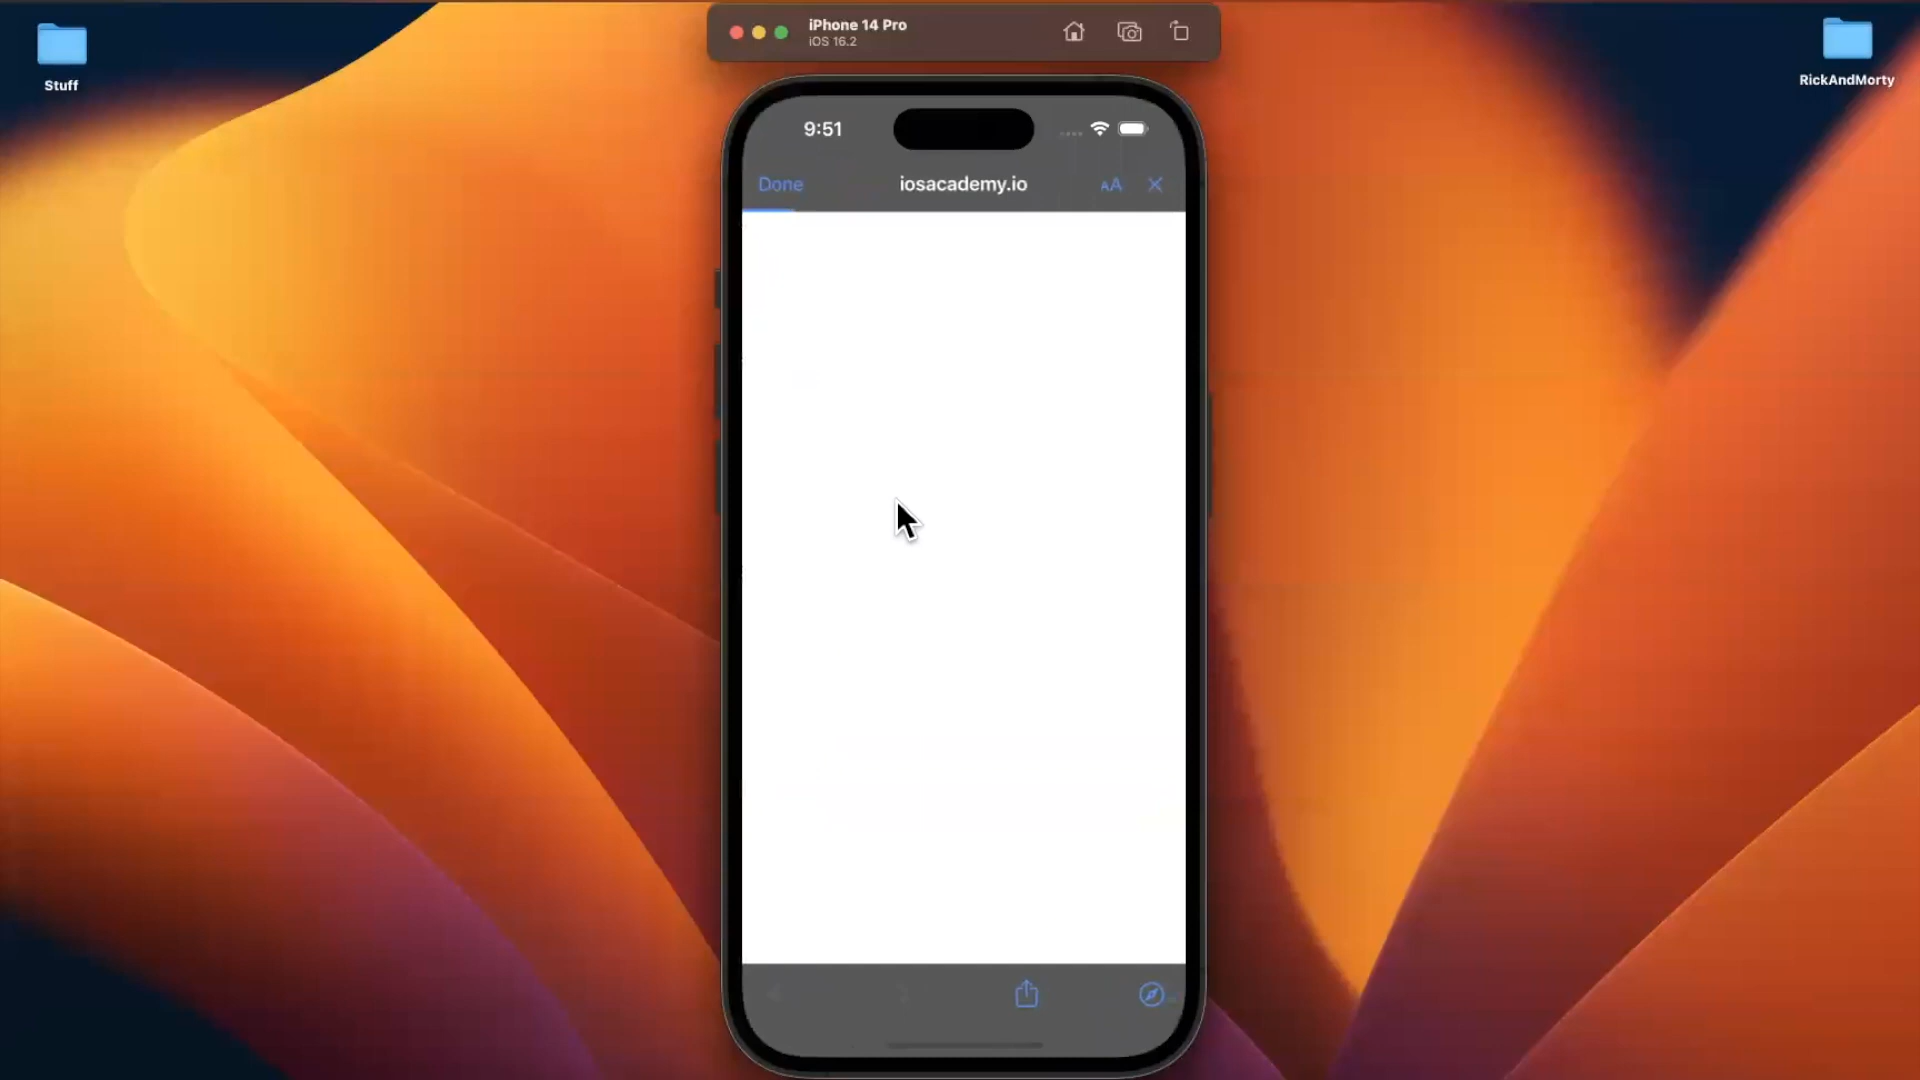 iPhone 14 Pro
iOS 16.2
Stuff
RickAndMorty
9:51
Done
iosacademy.io
AA